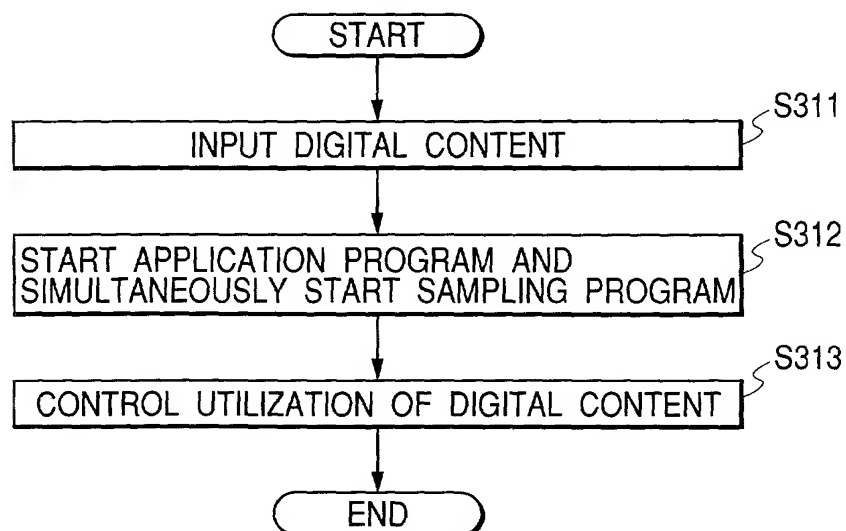 START
S311
INPUT DIGITAL CONTENT
S312
START APPLICATION PROGRAM AND
SIMULTANEOUSLY START SAMPLING PROGRAM
S313
CONTROL UTILIZATION OF DIGITAL CONTENT
END